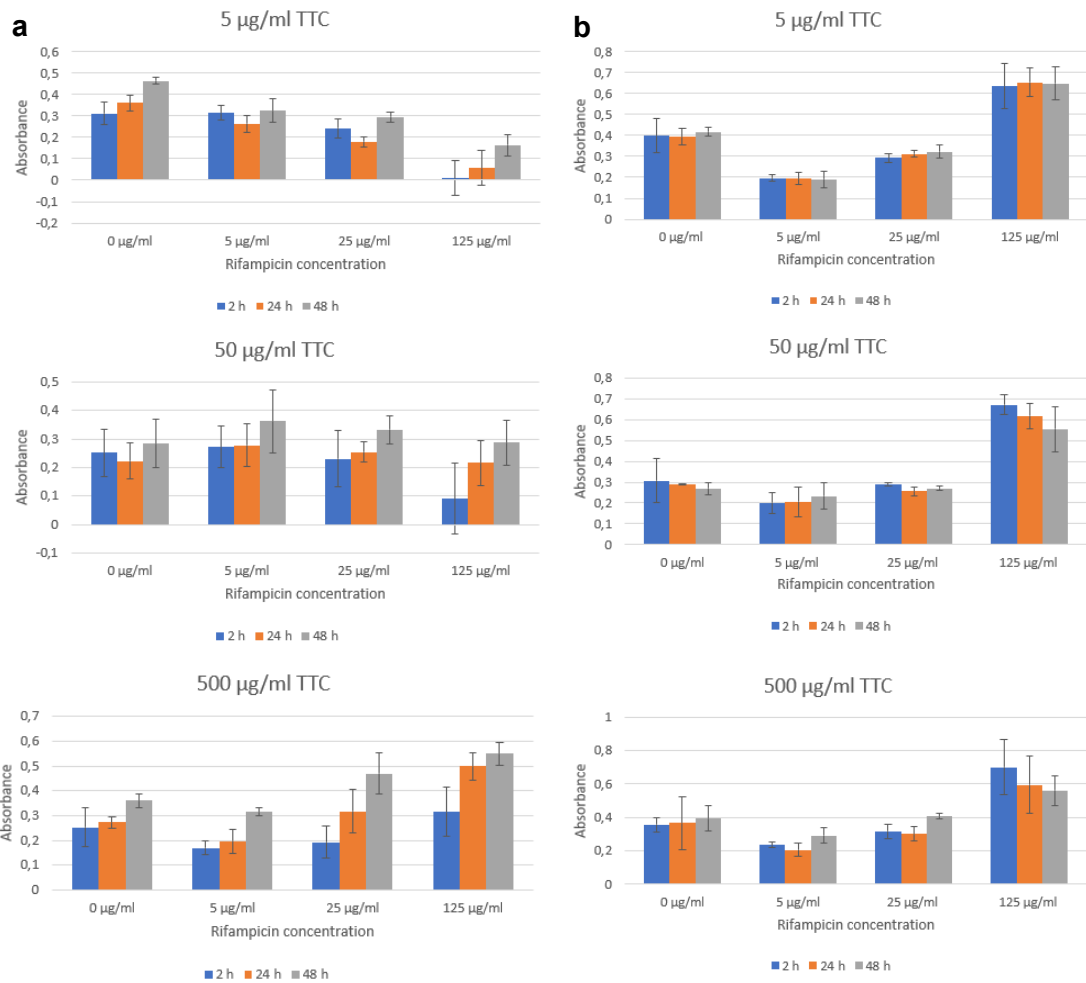 a
5 µg/ml TTC
Absorbance
0,6
0,5
0,4
0,3
0,2
0,1
0
-0,1
-0,2
0 µg/ml 5 µg/ml 25 µg/ml 125 µg/ml
Rifampicin concentration
2 h 24 h 48 h
50 µg/ml TTC
Absorbance
0,5
0,4
0,3
0,2
0,1
0
-0,1
0 µg/ml 5 µg/ml 25 µg/ml 125 µg/ml
Rifampicin concentration
2 h 24 h 48 h
500 µg/ml TTC
Absorbance
0,7
0,6
0,5
0,4
0,3
0,2
0,1
0
0 µg/ml 5 µg/ml 25 µg/ml 125 µg/ml
Rifampicin concentration
2 h 24 h 48 h
b
5 µg/ml TTC
Absorbance
0,8
0,7
0,6
0,5
0,4
0,3
0,2
0,1
0
0 µg/ml 5 µg/ml 25 µg/ml 125 µg/ml
Rifampicin concentration
2 h 24 h 48 h
50 µg/ml TTC
Absorbance
0,8
0,7
0,6
0,5
0,4
0,3
0,2
0,1
0
0 µg/ml 5 µg/ml 25 µg/ml 125 µg/ml
Rifampicin concentration
2 h 24 h 48 h
500 µg/ml TTC
Absorbance
1
0,8
0,6
0,4
0,2
0
0 µg/ml 5 µg/ml 25 µg/ml 125 µg/ml
Rifampicin concentration
2 h 24 h 48 h